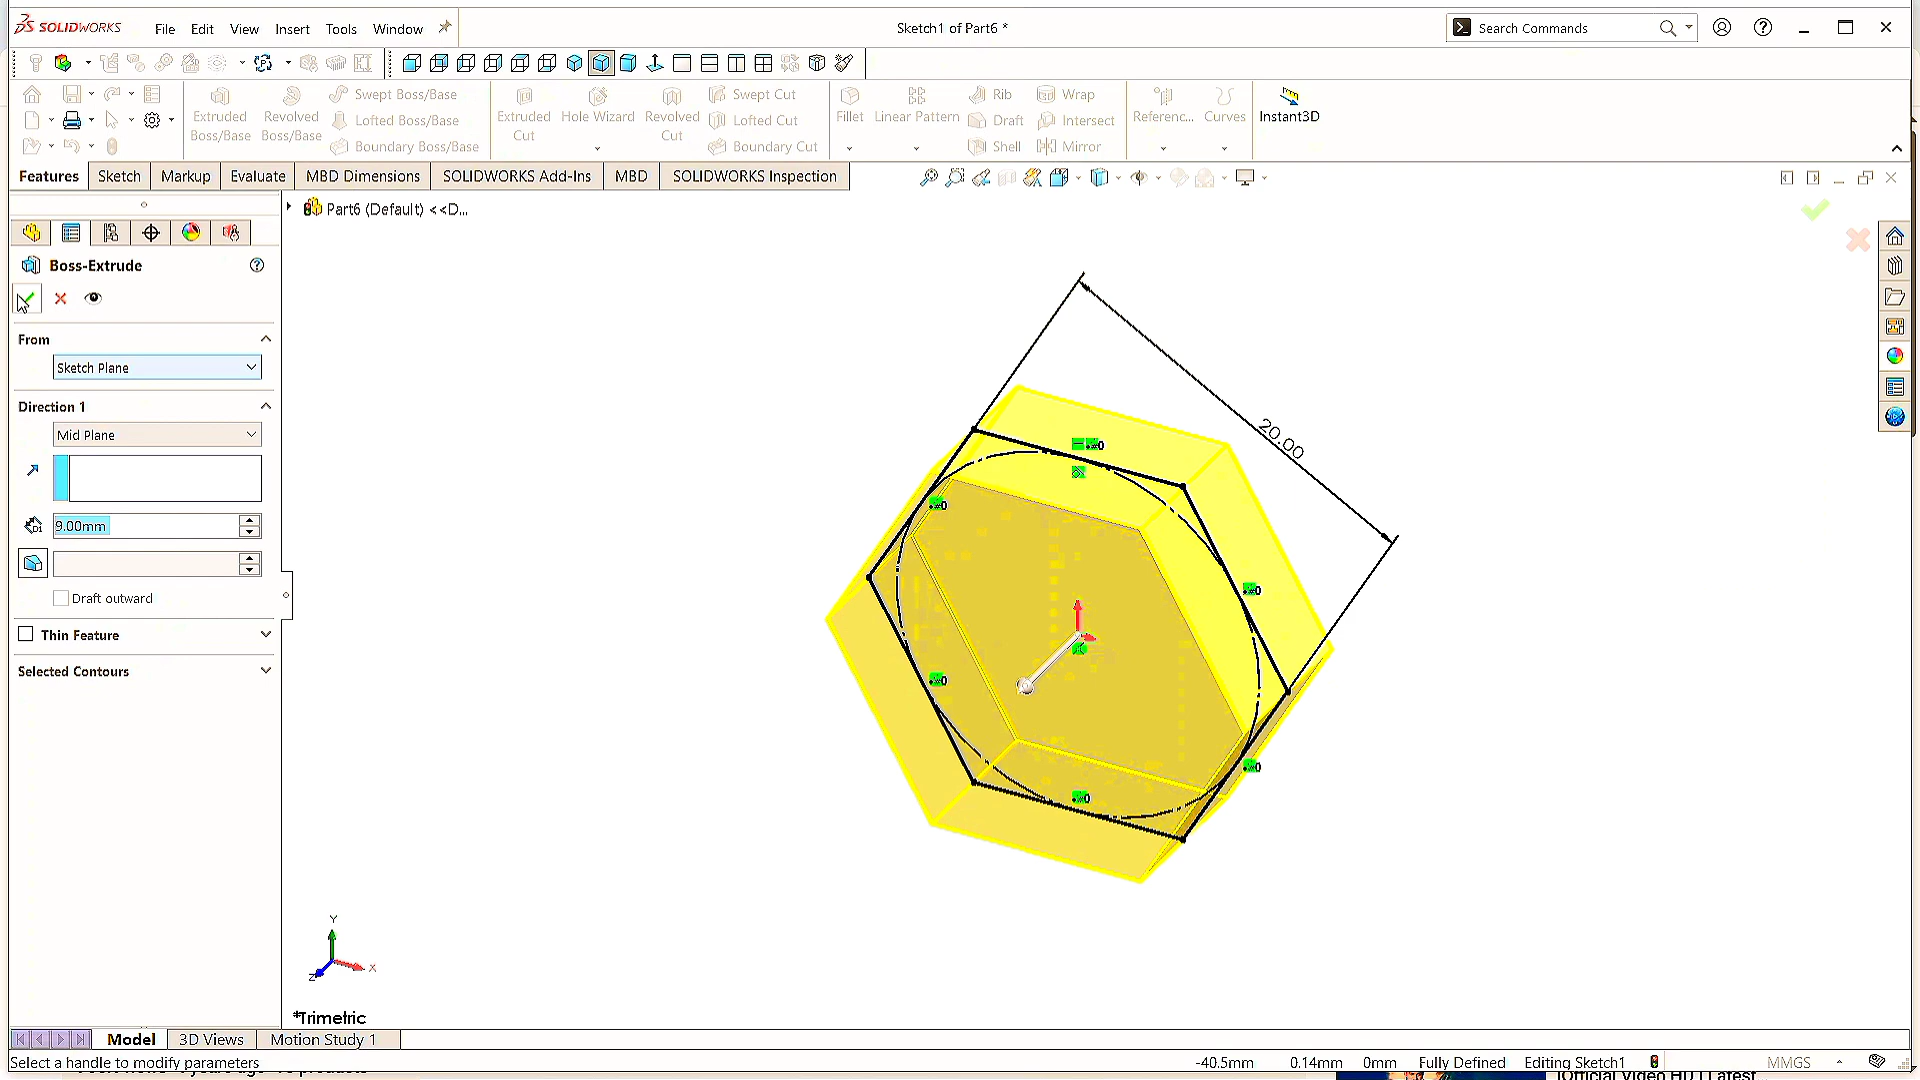 SOLIDWORKS File Edit View Insert Tools Window
Sketch1 of Part6 *
Search Commands
Extruded Boss/Base
Revolved Boss/Base
Swept Boss/Base
Lofted Boss/Base
Boundary Boss/Base
Extruded Cut
Hole Wizard
Revolved Cut
Swept Cut
Lofted Cut
Boundary Cut
Fillet
Linear Pattern
Rib
Draft
Shell
Wrap
Intersect
Mirror
Referenc...
Curves
Instant3D
Features Sketch Markup Evaluate MBD Dimensions SOLIDWORKS Add-Ins MBD SOLIDWORKS Inspection
Part6 (Default) <<D...
Boss-Extrude
From
Sketch Plane
Direction 1
Mid Plane
9.00mm
Draft outward
Thin Feature
Selected Contours
20.00
Y
X
Z
*Trimetric
Model 3D Views Motion Study 1
Select a handle to modify parameters
-40.5mm 0.14mm 0mm Fully Defined Editing Sketch1 MMGS